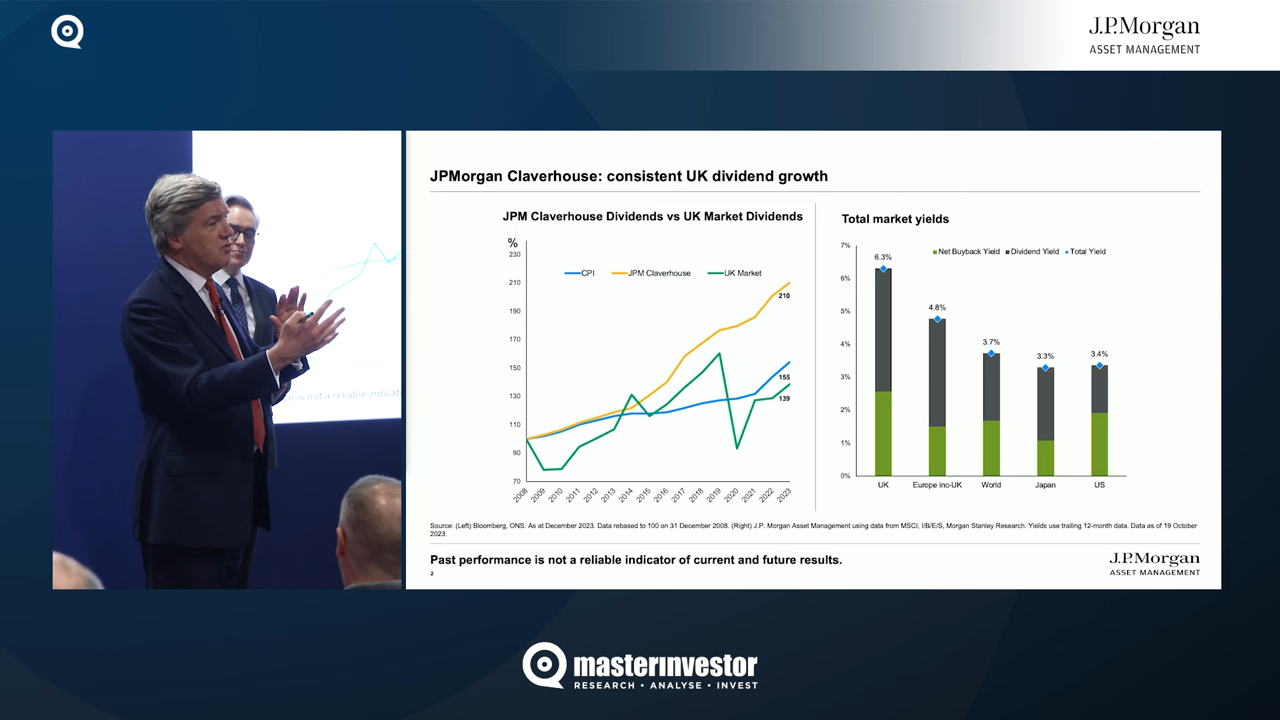 J.P.Morgan
ASSET MANAGEMENT
JPMorgan Claverhouse: consistent UK dividend growth
JPM Claverhouse Dividends vs UK Market Dividends
%
230
210
190
170
150
130
110
90
70
CPI
JPM Claverhouse
UK Market
210
155
139
2008
2009
2010
2011
2012
2013
2014
2015
2016
2017
2018
2019
2020
2021
2022
2023
Total market yields
7%
6%
5%
4%
3%
2%
1%
0%
Net Buyback Yield
Dividend Yield
Total Yield
6.3%
4.8%
3.7%
3.3%
3.4%
UK
Europe inc-UK
World
Japan
US
Source: (Left) Bloomberg, ONS. As at December 2023. Data rebased to 100 on 31 December 2008. (Right) J.P. Morgan Asset Management using data from MSCI, I/B/E/S, Morgan Stanley Research. Yields use trailing 12-month data. Data as of 19 October
2023.
Past performance is not a reliable indicator of current and future results.
2
J.P.Morgan
ASSET MANAGEMENT
ce is not a reliable indicat
masterinvestor
RESEARCH • ANALYSE • INVEST